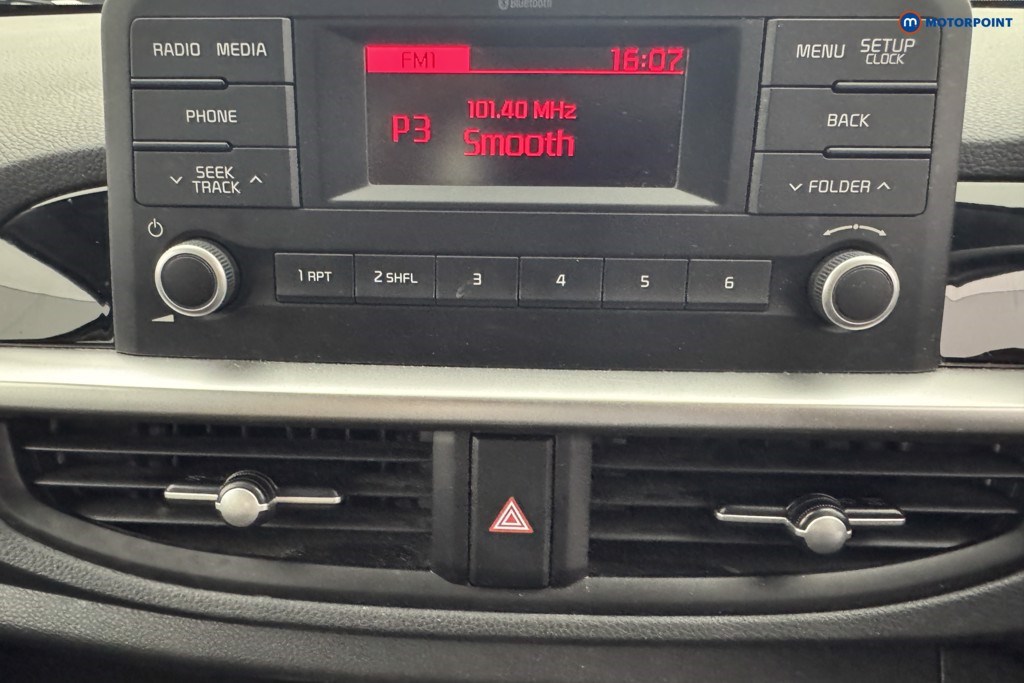 Bluetooth
MOTORPOINT
RADIO MEDIA
FM1 16:07
MENU SETUP
CLOCK
PHONE
101.40 MHz
P3 Smooth
BACK
SEEK
TRACK
FOLDER
1 RPT 2 SHFL 3 4 5 6